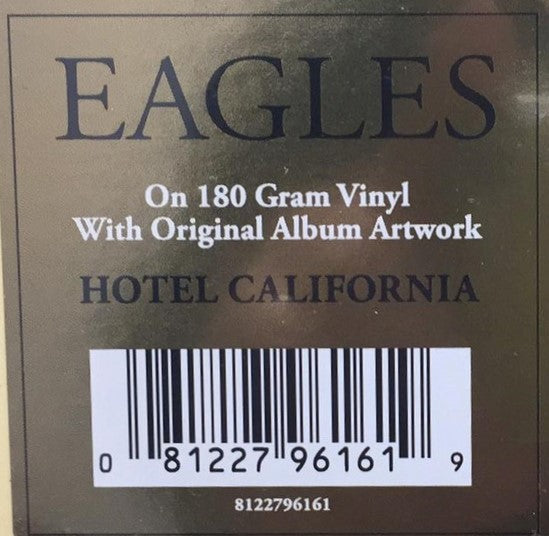 EAGLES
On 180 Gram Vinyl
With Original Album Artwork
HOTEL CALIFORNIA
0 81227 96161 9
8122796161